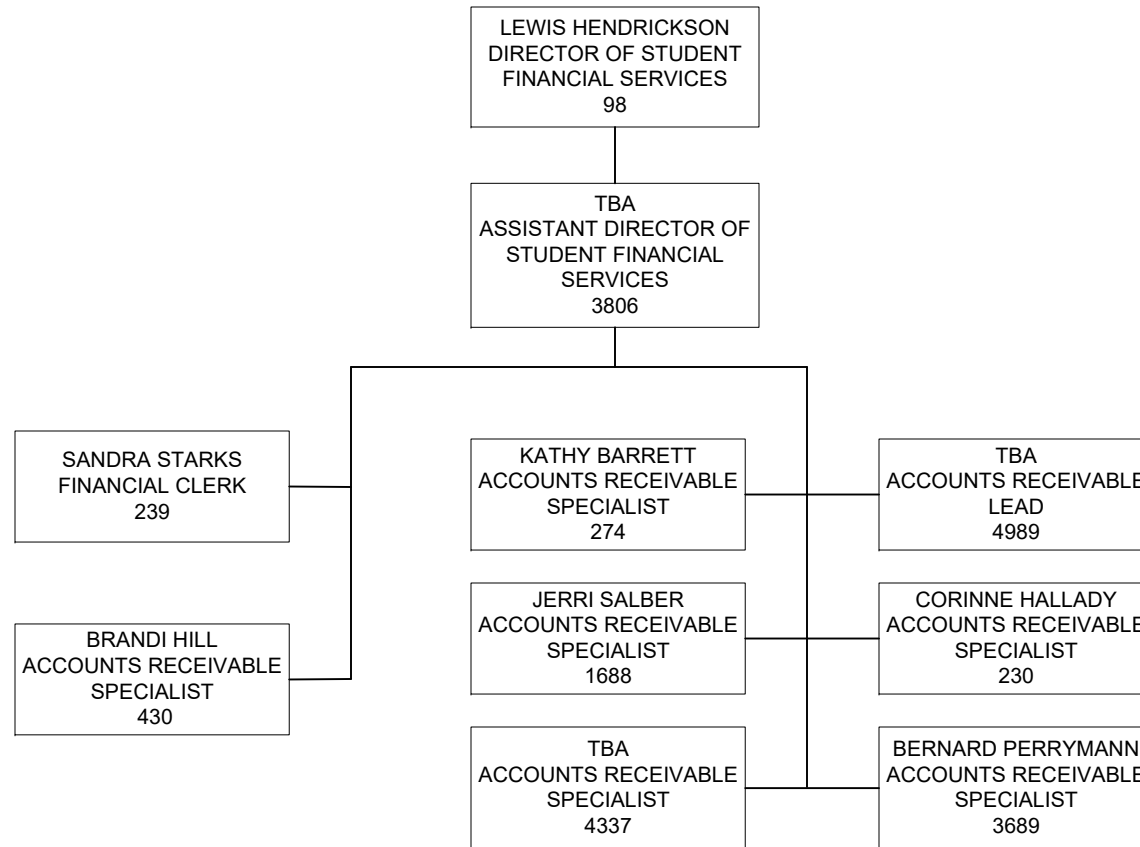 LEWIS HENDRICKSON
DIRECTOR OF STUDENT
FINANCIAL SERVICES
98
TBA
ASSISTANT DIRECTOR OF
STUDENT FINANCIAL
SERVICES
3806
SANDRA STARKS
FINANCIAL CLERK
239
BRANDI HILL
ACCOUNTS RECEIVABLE
SPECIALIST
430
KATHY BARRETT
ACCOUNTS RECEIVABLE
SPECIALIST
274
TBA
ACCOUNTS RECEIVABLE
LEAD
4989
JERRI SALBER
ACCOUNTS RECEIVABLE
SPECIALIST
1688
CORINNE HALLADY
ACCOUNTS RECEIVABLE
SPECIALIST
230
TBA
ACCOUNTS RECEIVABLE
SPECIALIST
4337
BERNARD PERRYMANN
ACCOUNTS RECEIVABLE
SPECIALIST
3689